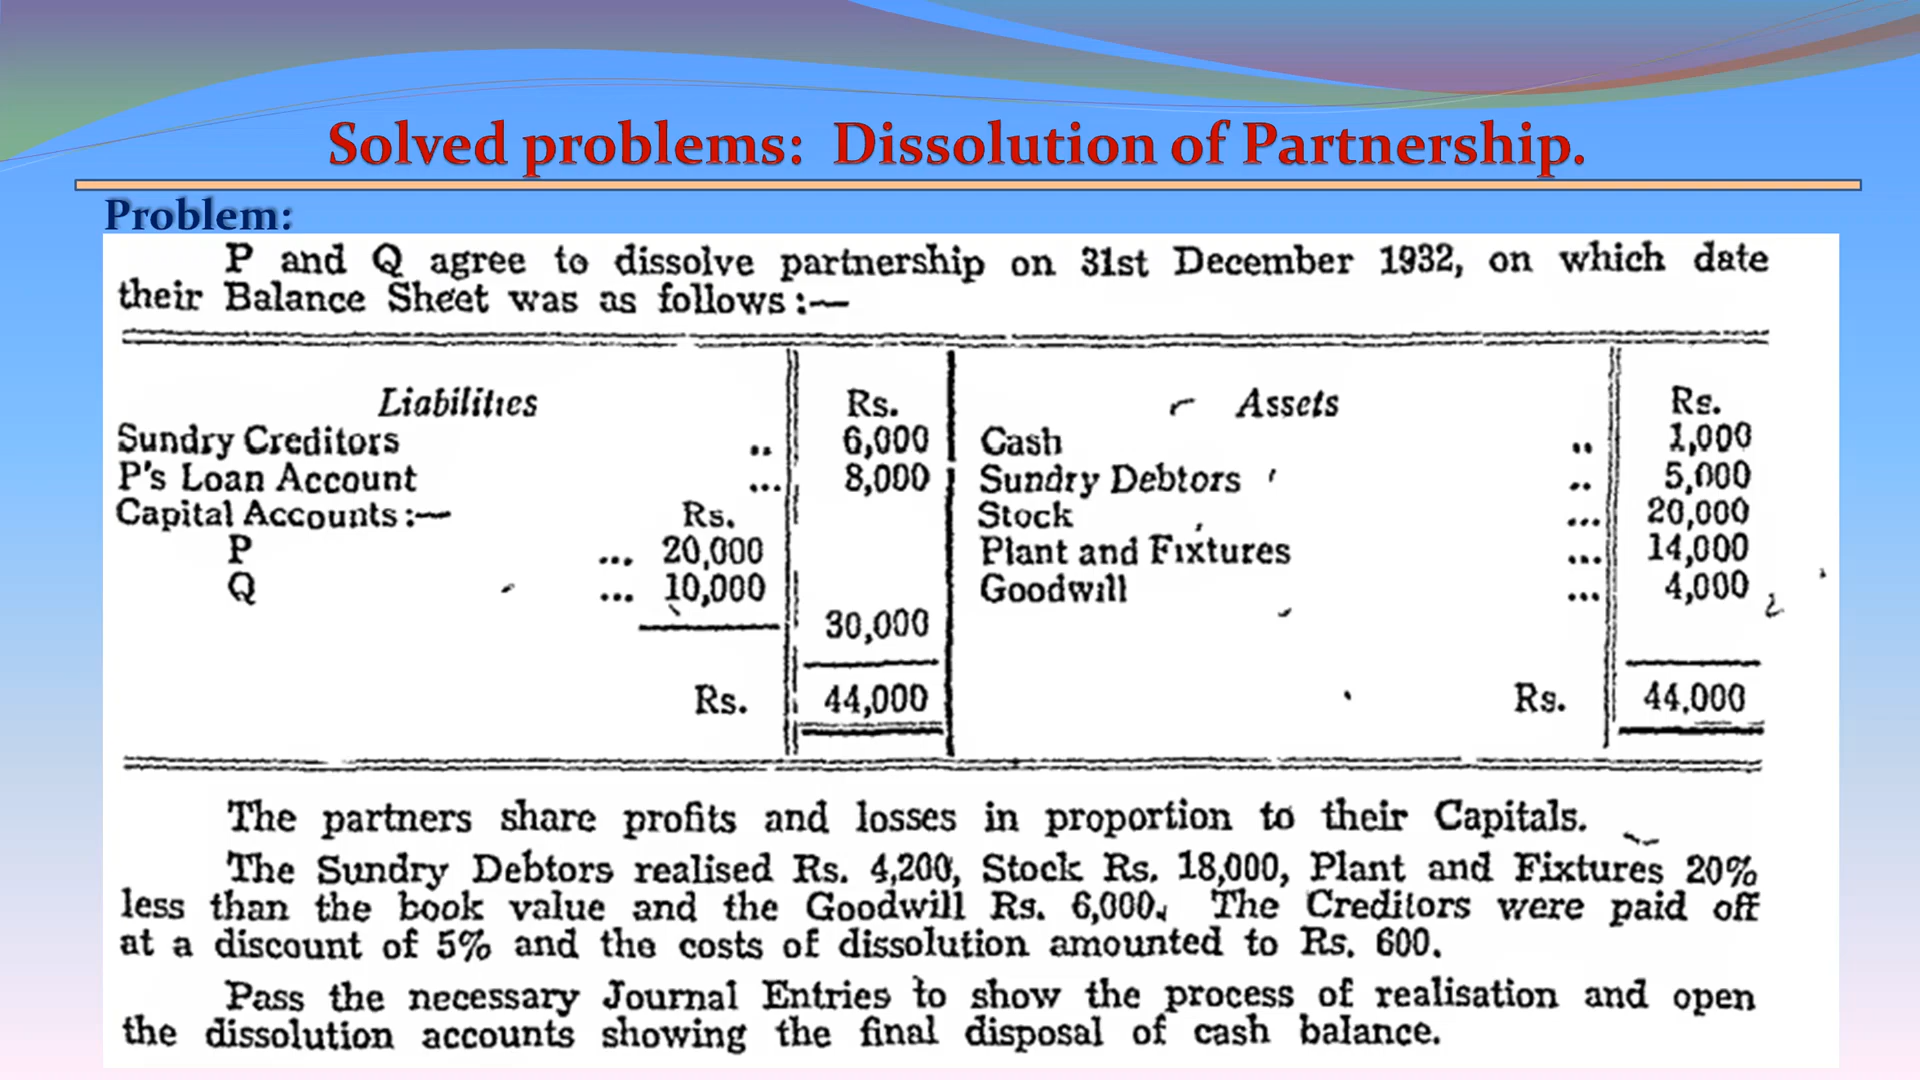 Solved problems: Dissolution of Partnership.
Problem:
P and Q agree to dissolve partnership on 31st December 1932, on which date
their Balance Sheet was as follows :—
Liabilities Rs. Assets Rs.
Sundry Creditors .. 6,000 Cash .. 1,000
P's Loan Account ... 8,000 Sundry Debtors .. 5,000
Capital Accounts :— Rs. Stock ... 20,000
P ... 20,000 Plant and Fixtures ... 14,000
Q ... 10,000 Goodwill ... 4,000
30,000
Rs. 44,000 Rs. 44,000
The partners share profits and losses in proportion to their Capitals.
The Sundry Debtors realised Rs. 4,200, Stock Rs. 18,000, Plant and Fixtures 20%
less than the book value and the Goodwill Rs. 6,000. The Creditors were paid off
at a discount of 5% and the costs of dissolution amounted to Rs. 600.
Pass the necessary Journal Entries to show the process of realisation and open
the dissolution accounts showing the final disposal of cash balance.